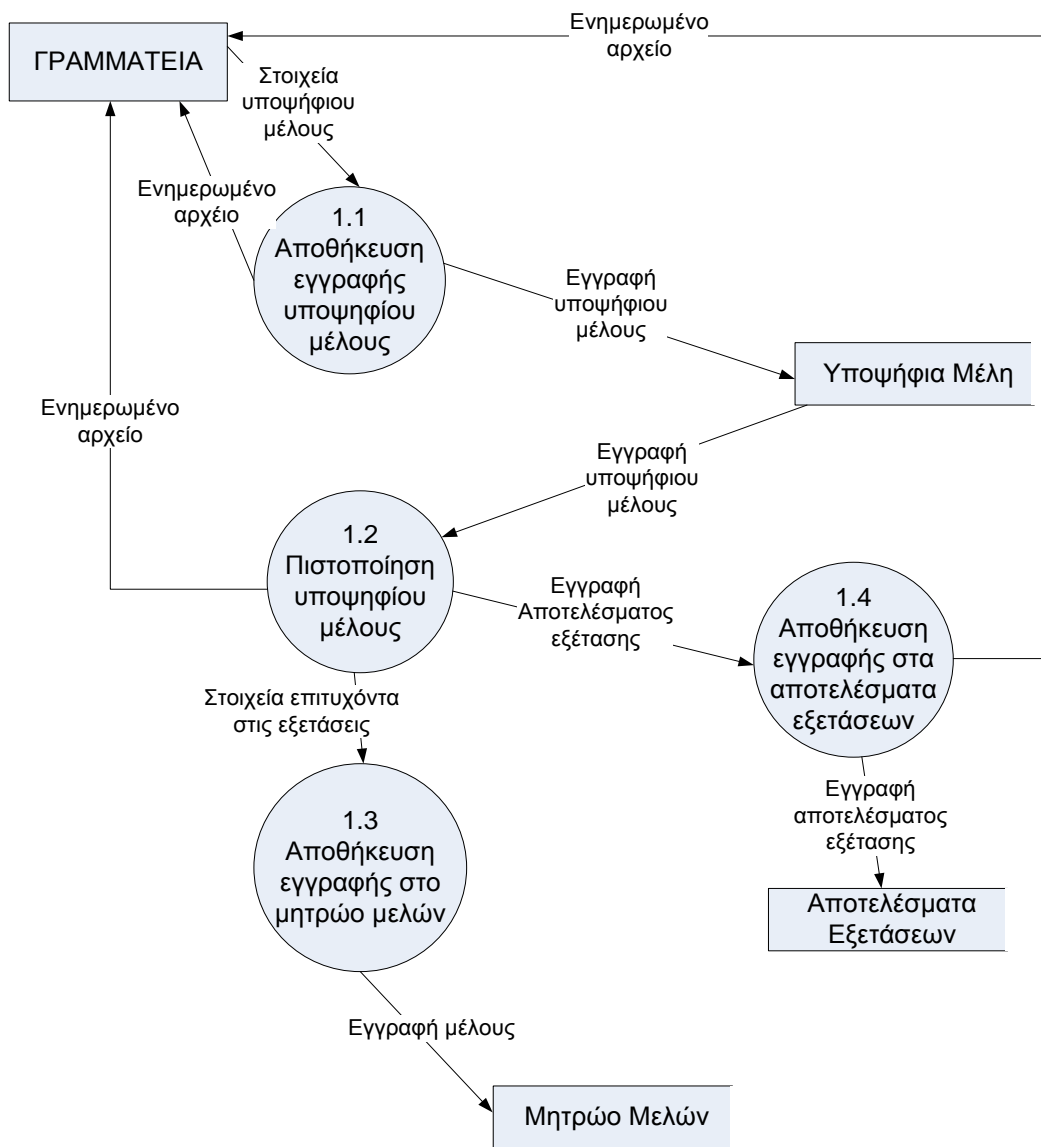 Ενημερωμένο
αρχείο
ΓΡΑΜΜΑΤΕΙΑ
Στοιχεία
υποψήφιου
μέλους
Ενημερωμένο
αρχέιο
1.1
Αποθήκευση
εγγραφής
υποψηφίου
μέλους
Εγγραφή
υποψήφιου
μέλους
Υποψήφια Μέλη
Ενημερωμένο
αρχείο
Εγγραφή
υποψήφιου
μέλους
1.2
Πιστοποίηση
υποψηφίου
μέλους
Εγγραφή
Αποτελέσματος
εξέτασης
1.4
Αποθήκευση
εγγραφής στα
αποτελέσματα
εξετάσεων
Στοιχεία επιτυχόντα
στις εξετάσεις
1.3
Αποθήκευση
εγγραφής στο
μητρώο μελών
Εγγραφή
αποτελέσματος
εξέτασης
Αποτελέσματα
Εξετάσεων
Εγγραφή μέλους
Μητρώο Μελών